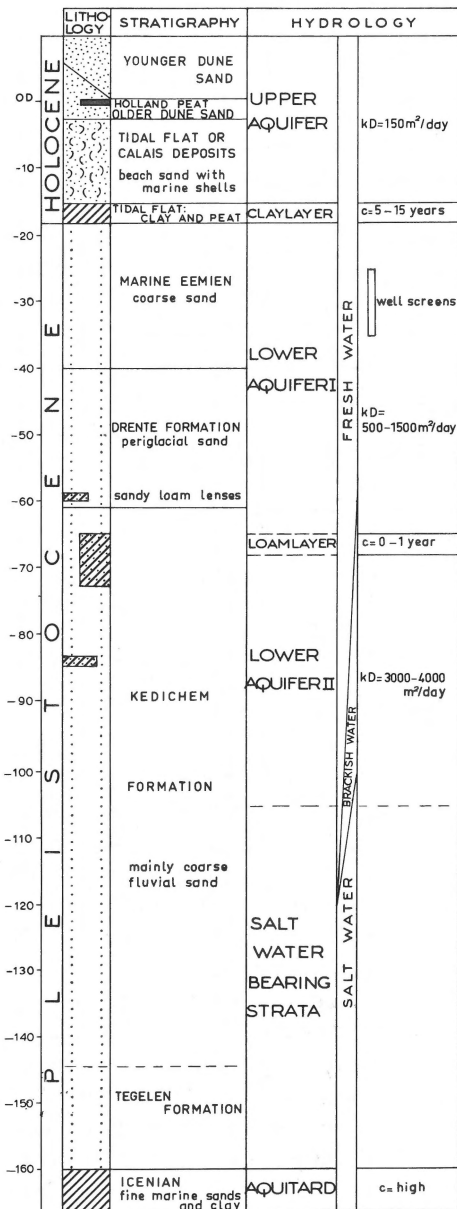 LITHO-
LOGY
STRATIGRAPHY
HYDROLOGY
HOLOCENE
PLEISTOCENE
OD
-10
-20
-30
-40
-50
-60
-70
-80
-90
-100
-110
-120
-130
-140
-150
-160
YOUNGER DUNE
SAND
HOLLAND PEAT
OLDER DUNE SAND
TIDAL FLAT OR
CALAIS DEPOSITS
beach sand with
marine shells
TIDAL FLAT:
CLAY AND PEAT
MARINE EEMIEN
coarse sand
DRENTE FORMATION
periglacial sand
sandy loam lenses
KEDICHEM
FORMATION
mainly coarse
fluvial sand
TEGELEN
FORMATION
ICENIAN
fine marine sands
and clay
UPPER
AQUIFER
CLAYLAYER
LOWER
AQUIFER I
LOAMLAYER
LOWER
AQUIFER II
SALT
WATER
BEARING
STRATA
AQUITARD
FRESH WATER
BRACKISH WATER
SALT WATER
kD=150m²/day
c=5-15 years
well screens
kD=
500-1500m²/day
c=0-1 year
kD=3000-4000
m²/day
c=high